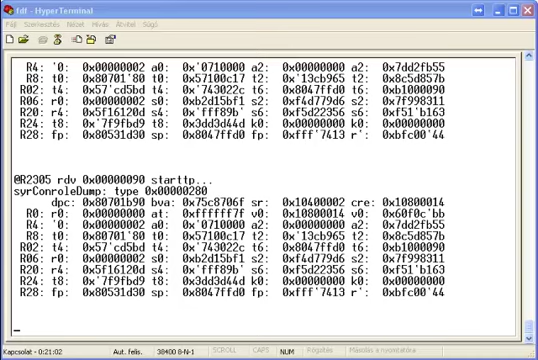 fdf - HyperTerminal
Fájl Szerkesztés Nézet Hívás Átvitel Súgó
R4: '0: 0x00000002 a0: 0x'0710000 a2: 0x00000000 a2: 0x7dd2fb55
R8: t0: 0x80701'80 t0: 0x57100c17 t2: 0x'13cb965 t2: 0x8c5d857b
R02: t4: 0x57'cd5bd t4: 0x'743022c t6: 0x8047ffd0 t6: 0xb1000090
R06: r0: 0x00000002 s0: 0xb2d15bf1 s2: 0xf4d779d6 s2: 0x7f998311
R20: r4: 0x5f16120d s4: 0x'fff89b' s6: 0xf5d22356 s6: 0xf51'b163
R24: t8: 0x'7f9fbd9 t8: 0x3dd3d44d k0: 0x00000000 k0: 0x00000000
R28: fp: 0x80531d30 sp: 0x8047ffd0 fp: 0xfff'7413 r': 0xbfc00'44
@R2305 rdv 0x00000090 starttp...
syrConroleDump: type 0x00000280
dpc: 0x80701b90 bva: 0x75c8706f sr: 0x10400002 cre: 0x10800014
R0: r0: 0x00000000 at: 0xffffff7f v0: 0x10800014 v0: 0x60f0c'bb
R4: '0: 0x00000002 a0: 0x'0710000 a2: 0x00000000 a2: 0x7dd2fb55
R8: t0: 0x80701'80 t0: 0x57100c17 t2: 0x'13cb965 t2: 0x8c5d857b
R02: t4: 0x57'cd5bd t4: 0x'743022c t6: 0x8047ffd0 t6: 0xb1000090
R06: r0: 0x00000002 s0: 0xb2d15bf1 s2: 0xf4d779d6 s2: 0x7f998311
R20: r4: 0x5f16120d s4: 0x'fff89b' s6: 0xf5d22356 s6: 0xf51'b163
R24: t8: 0x'7f9fbd9 t8: 0x3dd3d44d k0: 0x00000000 k0: 0x00000000
R28: fp: 0x80531d30 sp: 0x8047ffd0 fp: 0xfff'7413 r': 0xbfc00'44
_
Kapcsolat - 0:21:02 Aut. felis. 38400 8-N-1 SCROLL CAPS NUM Rögzítés Másolás a nyomtatóra